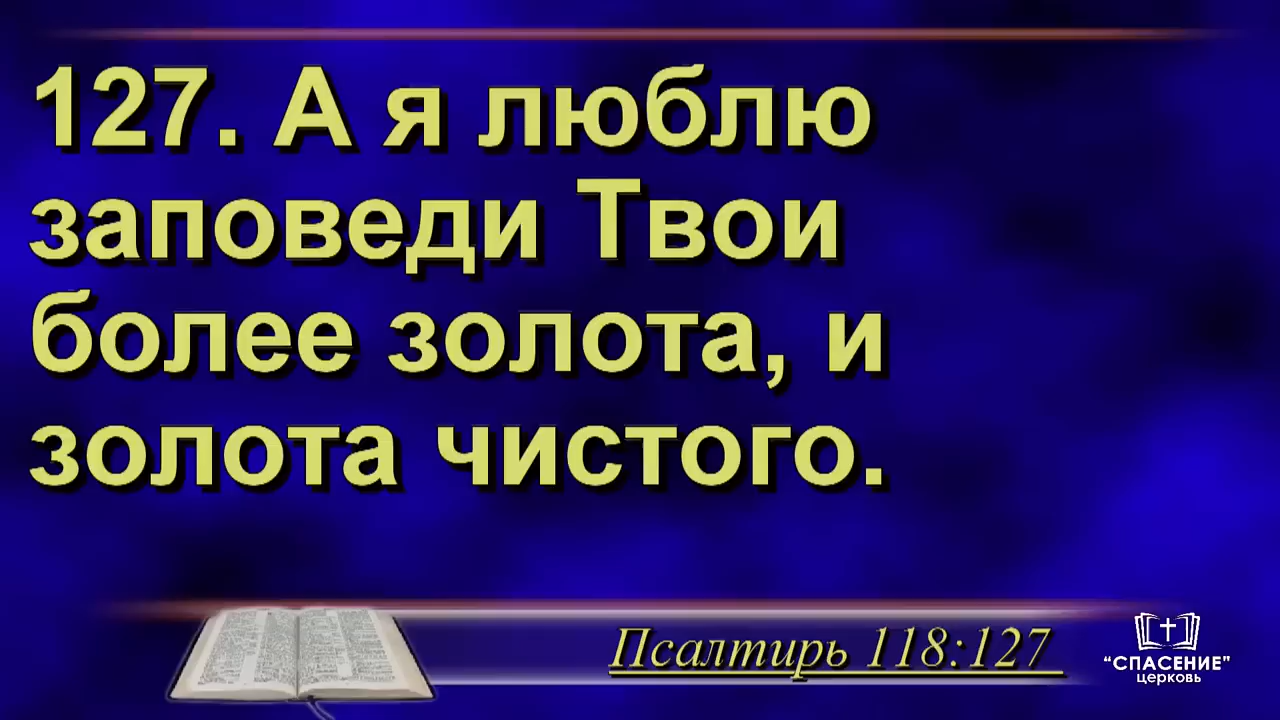 127. А я люблю
заповеди Твои
более золота, и
золота чистого.
Псалтирь 118:127
"СПАСЕНИЕ"
церковь